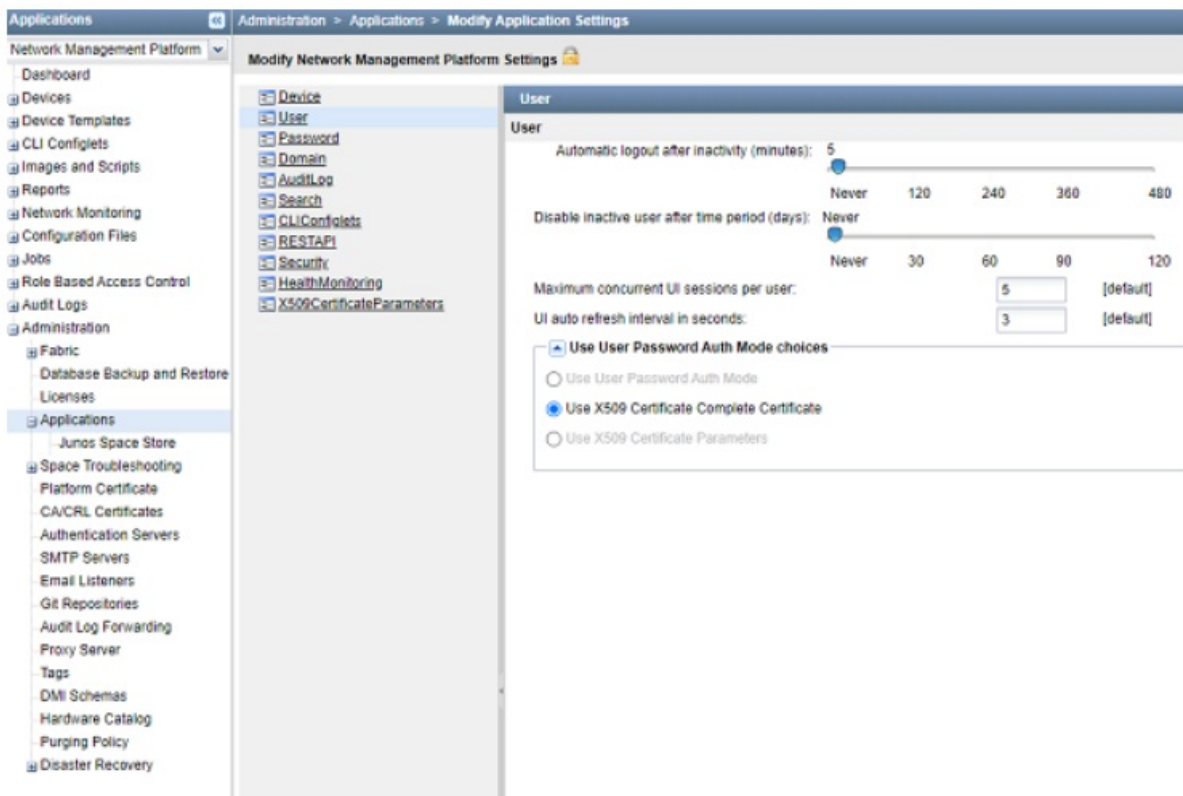 Applications
Administration > Applications > Modify Application Settings
Network Management Platform
Dashboard
Devices
Device Templates
CLI Configlets
Images and Scripts
Reports
Network Monitoring
Configuration Files
Jobs
Role Based Access Control
Audit Logs
Administration
Fabric
Database Backup and Restore
Licenses
Applications
Junos Space Store
Space Troubleshooting
Platform Certificate
CA/CRL Certificates
Authentication Servers
SMTP Servers
Email Listeners
Git Repositories
Audit Log Forwarding
Proxy Server
Tags
DMI Schemas
Hardware Catalog
Purging Policy
Disaster Recovery
Modify Network Management Platform Settings
Device
User
Password
Domain
AuditLog
Search
CLIConfiglets
RESTAPI
Security
HealthMonitoring
X509CertificateParameters
User
User
Automatic logout after inactivity (minutes): 5
Never 120 240 360 480
Disable inactive user after time period (days): Never
Never 30 60 90 120
Maximum concurrent UI sessions per user: 5 [default]
UI auto refresh interval in seconds: 3 [default]
Use User Password Auth Mode choices
Use User Password Auth Mode
Use X509 Certificate Complete Certificate
Use X509 Certificate Parameters